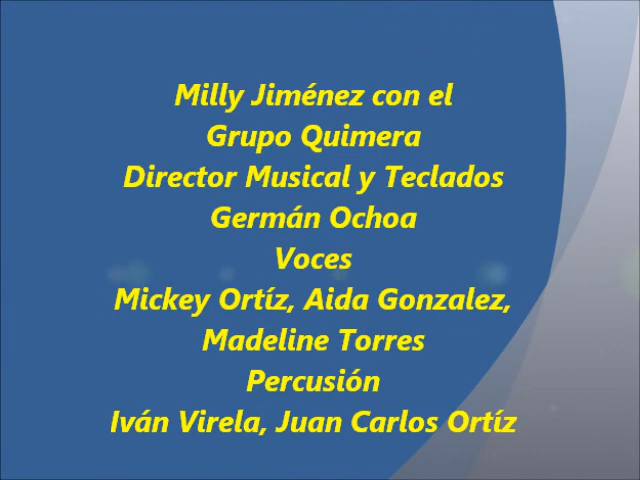 Milly Jiménez con el
Grupo Quimera
Director Musical y Teclados
Germán Ochoa
Voces
Mickey Ortíz, Aida Gonzalez,
Madeline Torres
Percusión
Iván Virela, Juan Carlos Ortíz